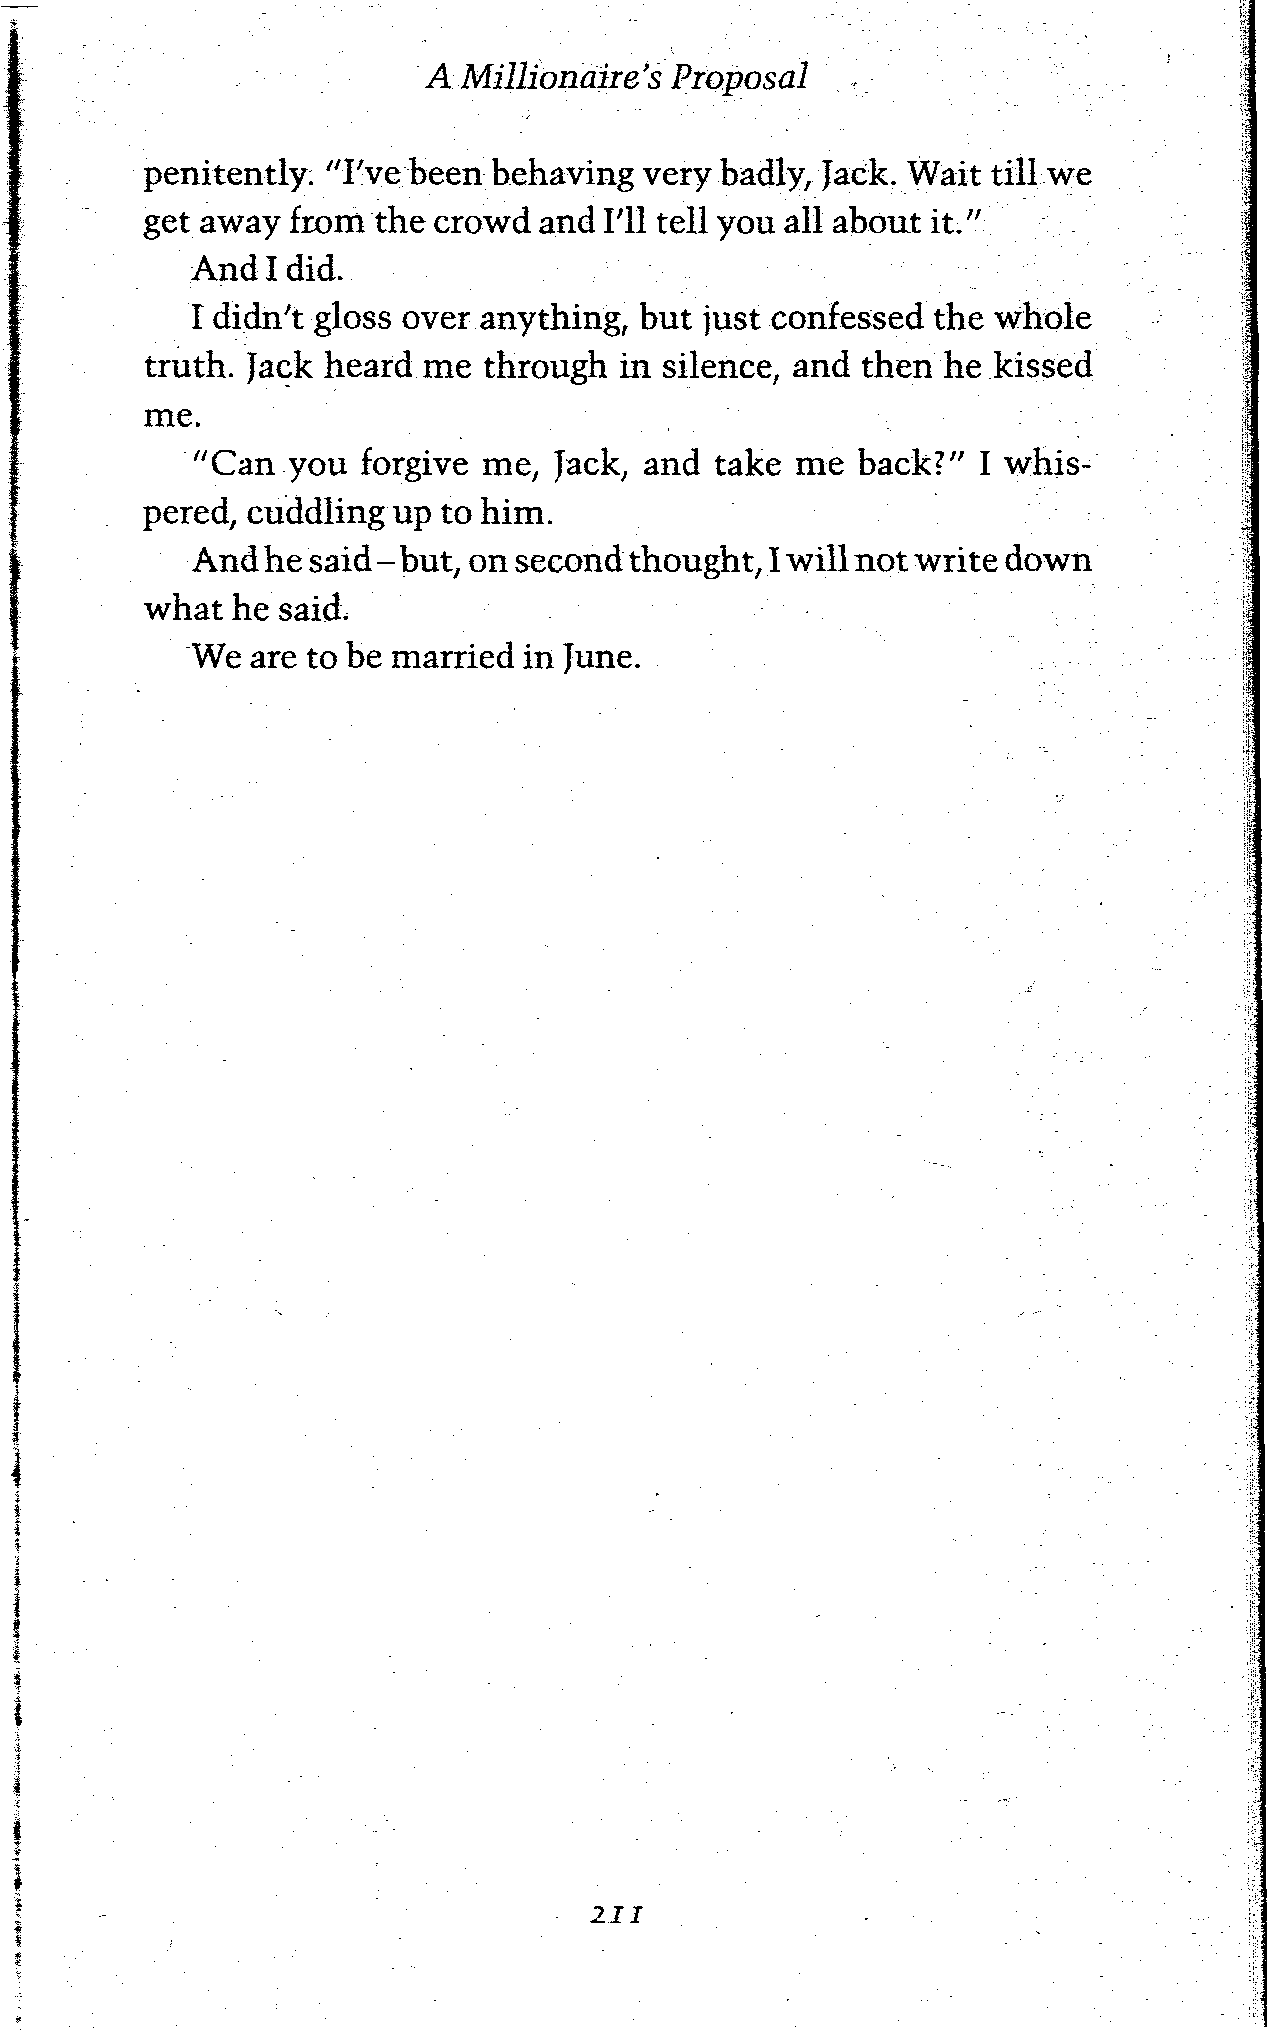 A Millionaire's Proposal
penitently. "I've been behaving very badly, Jack. Wait till we
get away from the crowd and I'll tell you all about it."
And I did.
I didn't gloss over anything, but just confessed the whole
truth. Jack heard me through in silence, and then he kissed
me.
"Can you forgive me, Jack, and take me back?" I whis-
pered, cuddling up to him.
And he said–but, on second thought, I will not write down
what he said.
We are to be married in June.
211